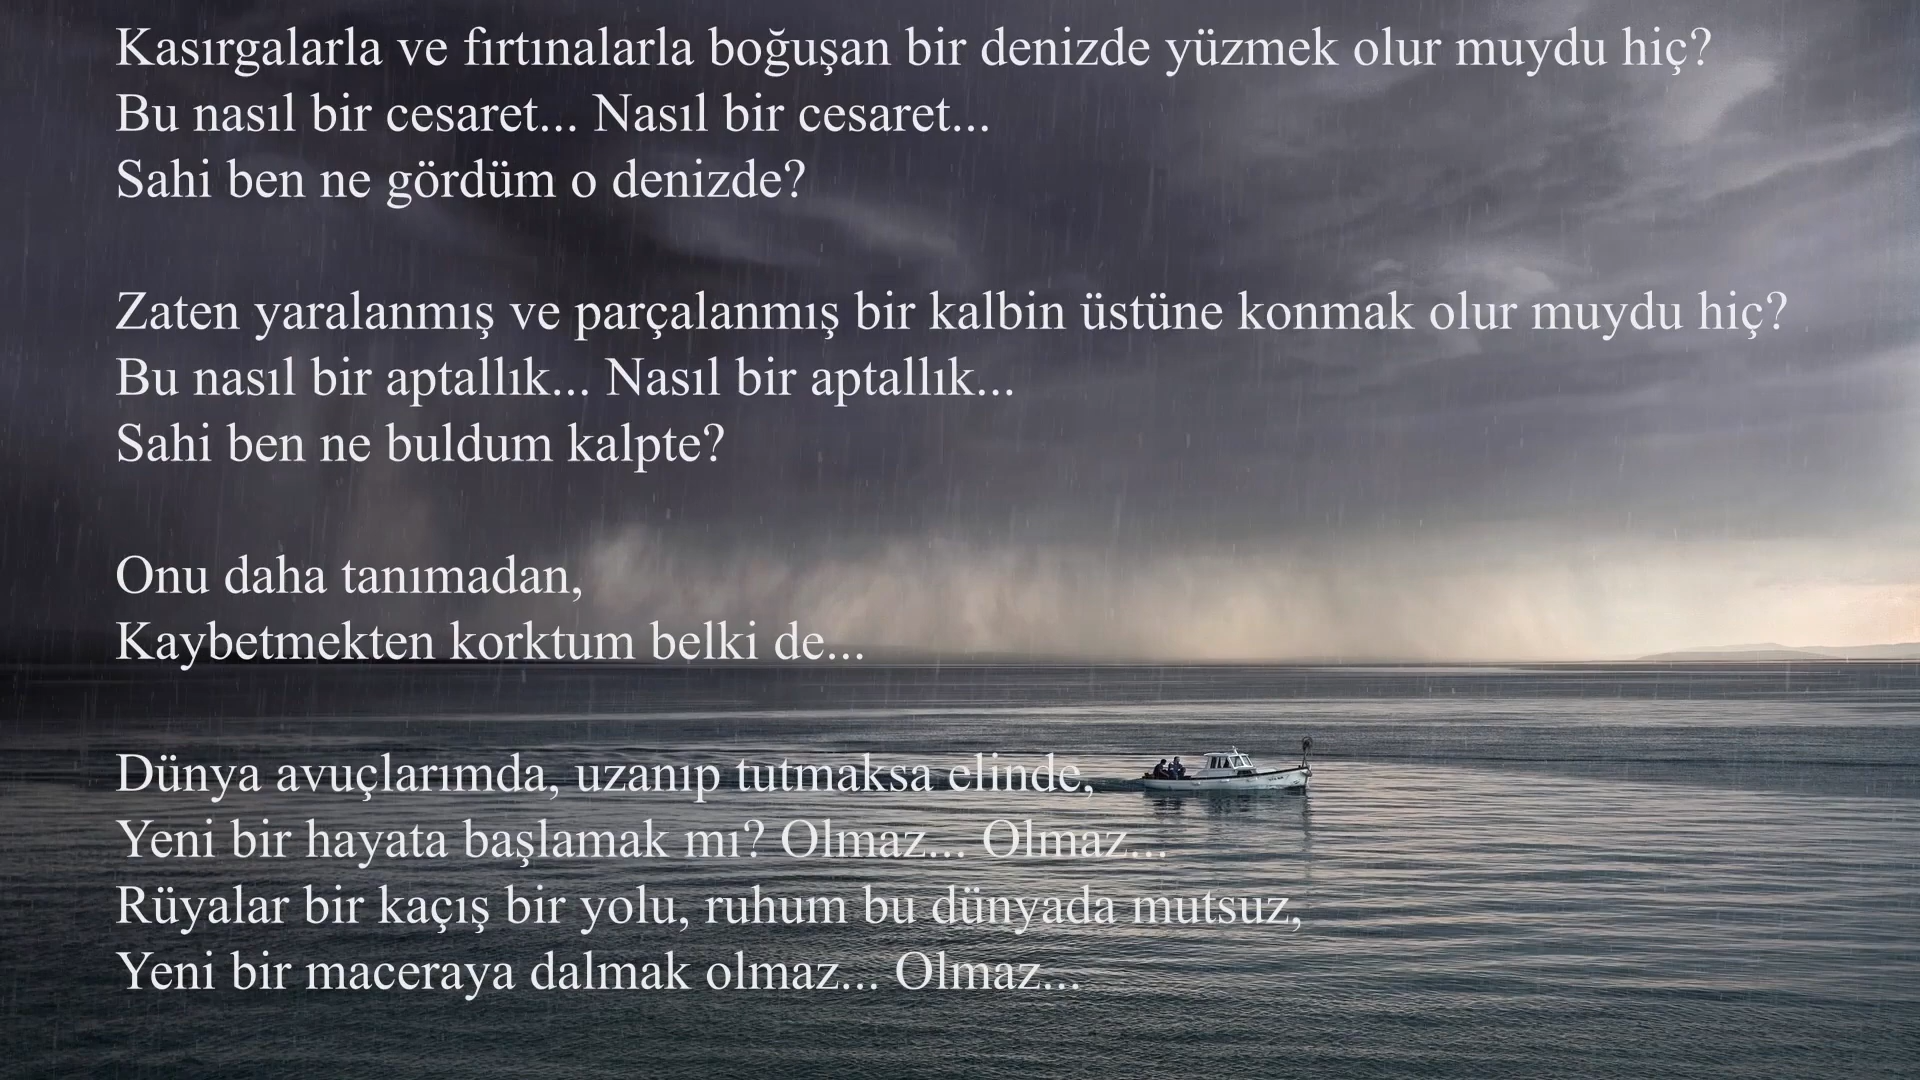 Kasırgalarla ve fırtınalarla boğuşan bir denizde yüzmek olur muydu hiç?
Bu nasıl bir cesaret... Nasıl bir cesaret...
Sahi ben ne gördüm o denizde?
Zaten yaralanmış ve parçalanmış bir kalbin üstüne konmak olur muydu hiç?
Bu nasıl bir aptallık... Nasıl bir aptallık...
Sahi ben ne buldum kalpte?
Onu daha tanımadan,
Kaybetmekten korktum belki de...
Dünya avuçlarımda, uzanıp tutmaksa elinde,
Yeni bir hayata başlamak mı? Olmaz... Olmaz...
Rüyalar bir kaçış bir yolu, ruhum bu dünyada mutsuz,
Yeni bir maceraya dalmak olmaz... Olmaz...